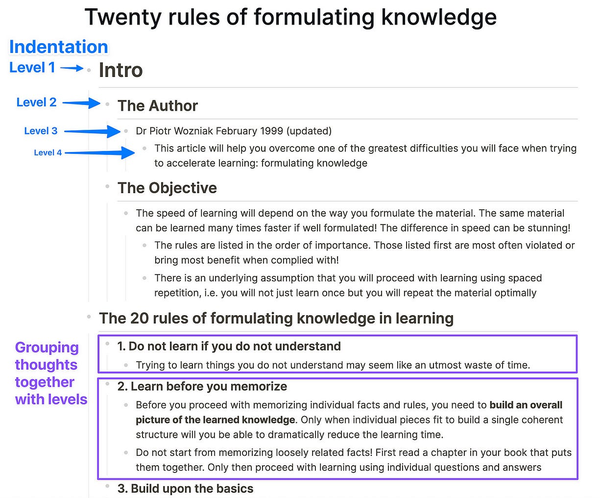 Twenty rules of formulating knowledge
Indentation
Level 1
Intro
Level 2
The Author
Level 3
Dr Piotr Wozniak February 1999 (updated)
Level 4
This article will help you overcome one of the greatest difficulties you will face when trying
to accelerate learning: formulating knowledge
The Objective
The speed of learning will depend on the way you formulate the material. The same material
can be learned many times faster if well formulated! The difference in speed can be stunning!
The rules are listed in the order of importance. Those listed first are most often violated or
bring most benefit when complied with!
There is an underlying assumption that you will proceed with learning using spaced
repetition, i.e. you will not just learn once but you will repeat the material optimally
The 20 rules of formulating knowledge in learning
Grouping
thoughts
together
with levels
1. Do not learn if you do not understand
Trying to learn things you do not understand may seem like an utmost waste of time.
2. Learn before you memorize
Before you proceed with memorizing individual facts and rules, you need to build an overall
picture of the learned knowledge. Only when individual pieces fit to build a single coherent
structure will you be able to dramatically reduce the learning time.
Do not start from memorizing loosely related facts! First read a chapter in your book that puts
them together. Only then proceed with learning using individual questions and answers
3. Build upon the basics